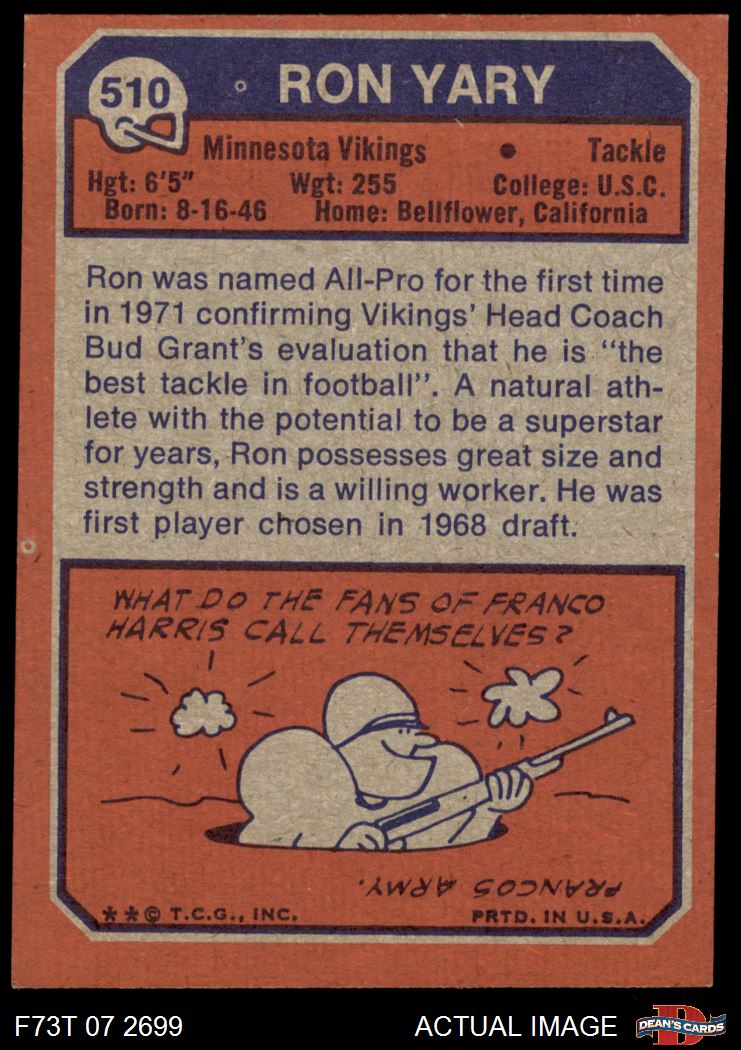 510
RON YARY
Minnesota Vikings • Tackle
Hgt: 6'5" Wgt: 255 College: U.S.C.
Born: 8-16-46 Home: Bellflower, California
Ron was named All-Pro for the first time
in 1971 confirming Vikings' Head Coach
Bud Grant's evaluation that he is "the
best tackle in football". A natural ath-
lete with the potential to be a superstar
for years, Ron possesses great size and
strength and is a willing worker. He was
first player chosen in 1968 draft.
WHAT DO THE FANS OF FRANCO
HARRIS CALL THEMSELVES?
FRANCOS ARMY.
**© T.C.G., INC. PRTD. IN U.S.A.
F73T 07 2699 ACTUAL IMAGE
D
DEAN'S CARDS